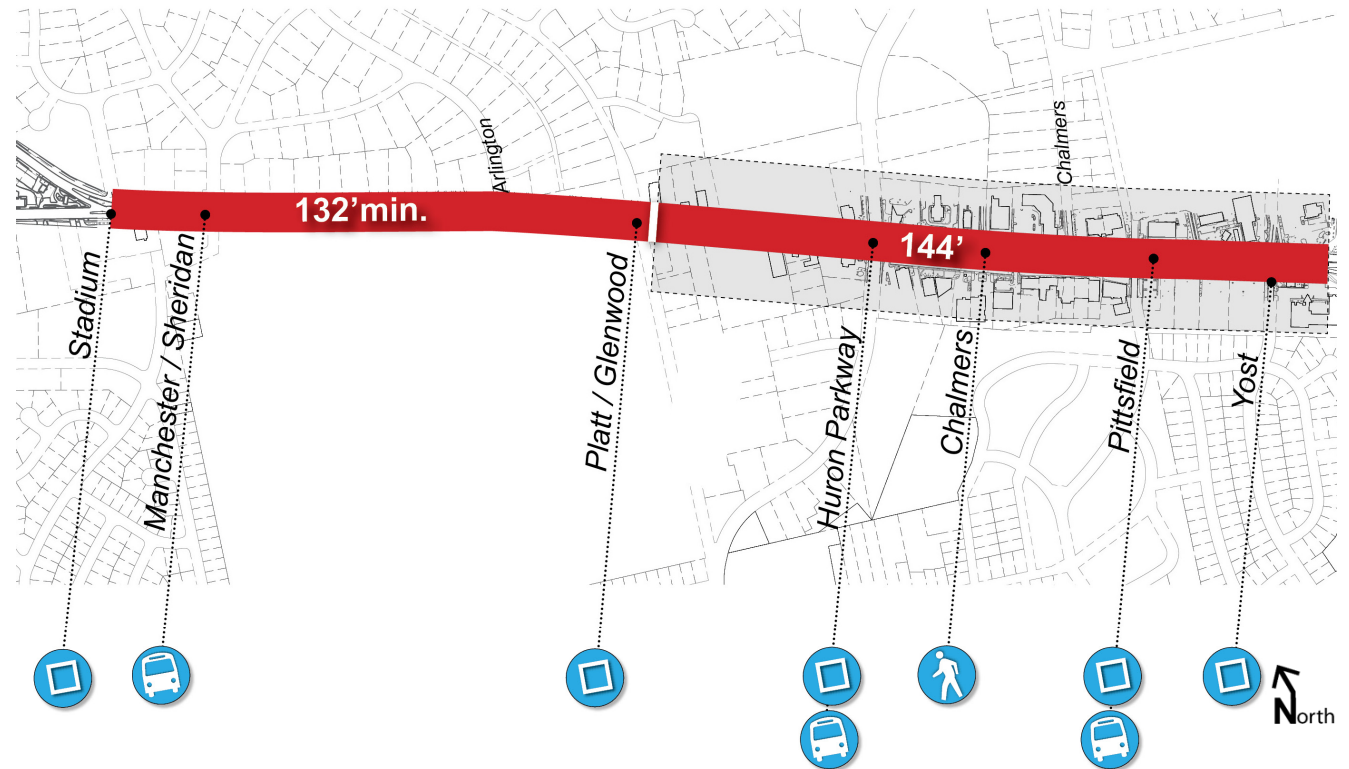 Chalmers
Arlington
132'min.
144'
Stadium
Manchester / Sheridan
Platt / Glenwood
Huron Parkway
Chalmers
Pittsfield
Yost
North